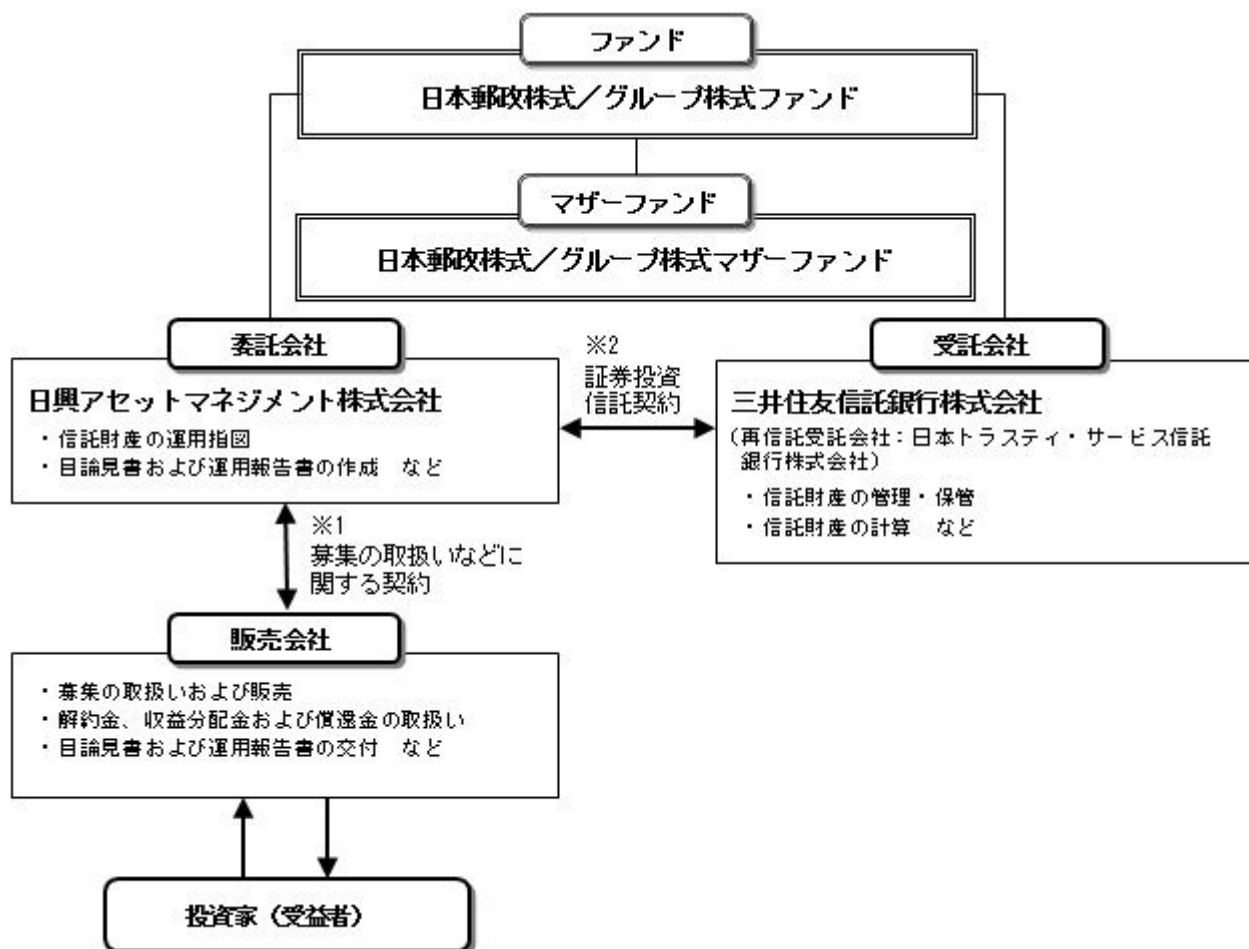 ファンド
日本郵政株式／グループ株式ファンド
マザーファンド
日本郵政株式／グループ株式マザーファンド
委託会社
日興アセットマネジメント株式会社
・信託財産の運用指図
・目論見書および運用報告書の作成　など
※2
証券投資
信託契約
受託会社
三井住友信託銀行株式会社
（再信託受託会社：日本トラスティ・サービス信託
銀行株式会社）
・信託財産の管理・保管
・信託財産の計算　など
※1
募集の取扱いなどに
関する契約
販売会社
・募集の取扱いおよび販売
・解約金、収益分配金および償還金の取扱い
・目論見書および運用報告書の交付　など
投資家（受益者）